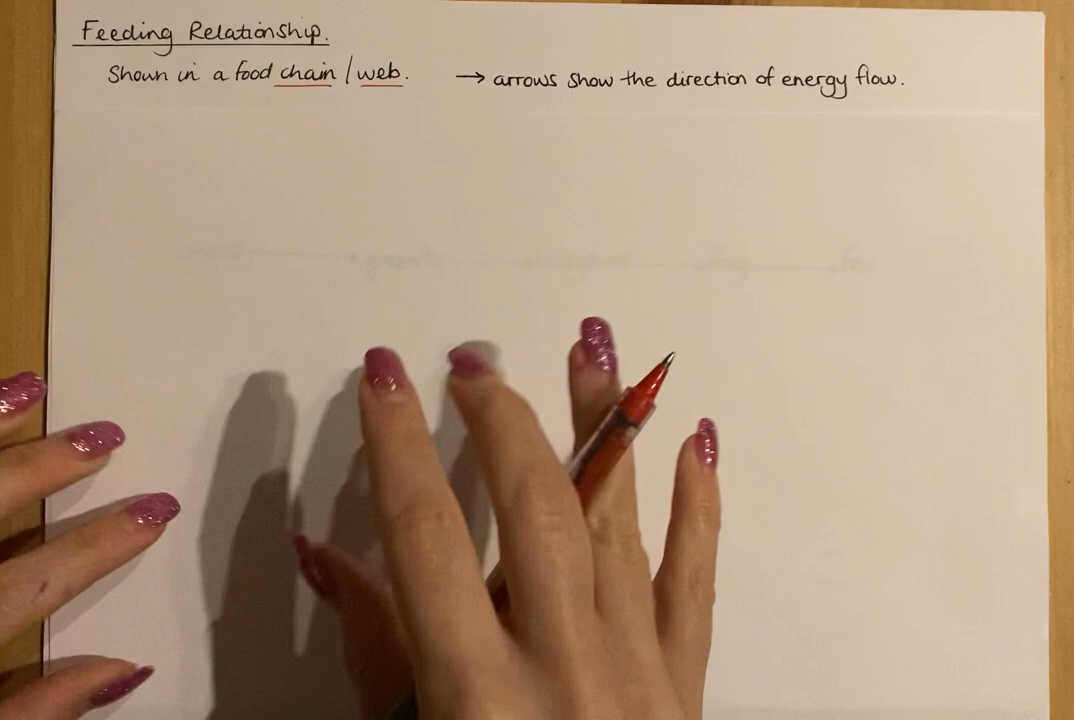 Feeding Relationship.
Shown in a food chain / web. → arrows show the direction of energy flow.